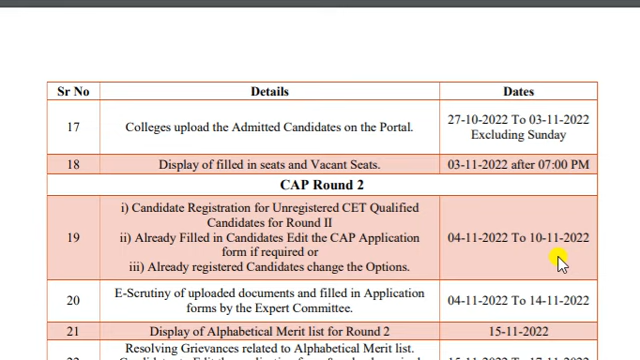 Sr No Details Dates
17 Colleges upload the Admitted Candidates on the Portal. 27-10-2022 To 03-11-2022
Excluding Sunday
18 Display of filled in seats and Vacant Seats. 03-11-2022 after 07:00 PM
CAP Round 2
i) Candidate Registration for Unregistered CET Qualified
Candidates for Round II
19 ii) Already Filled in Candidates Edit the CAP Application 04-11-2022 To 10-11-2022
form if required or
iii) Already registered Candidates change the Options.
20 E-Scrutiny of uploaded documents and filled in Application 04-11-2022 To 14-11-2022
forms by the Expert Committee.
21 Display of Alphabetical Merit list for Round 2 15-11-2022
Resolving Grievances related to Alphabetical Merit list.